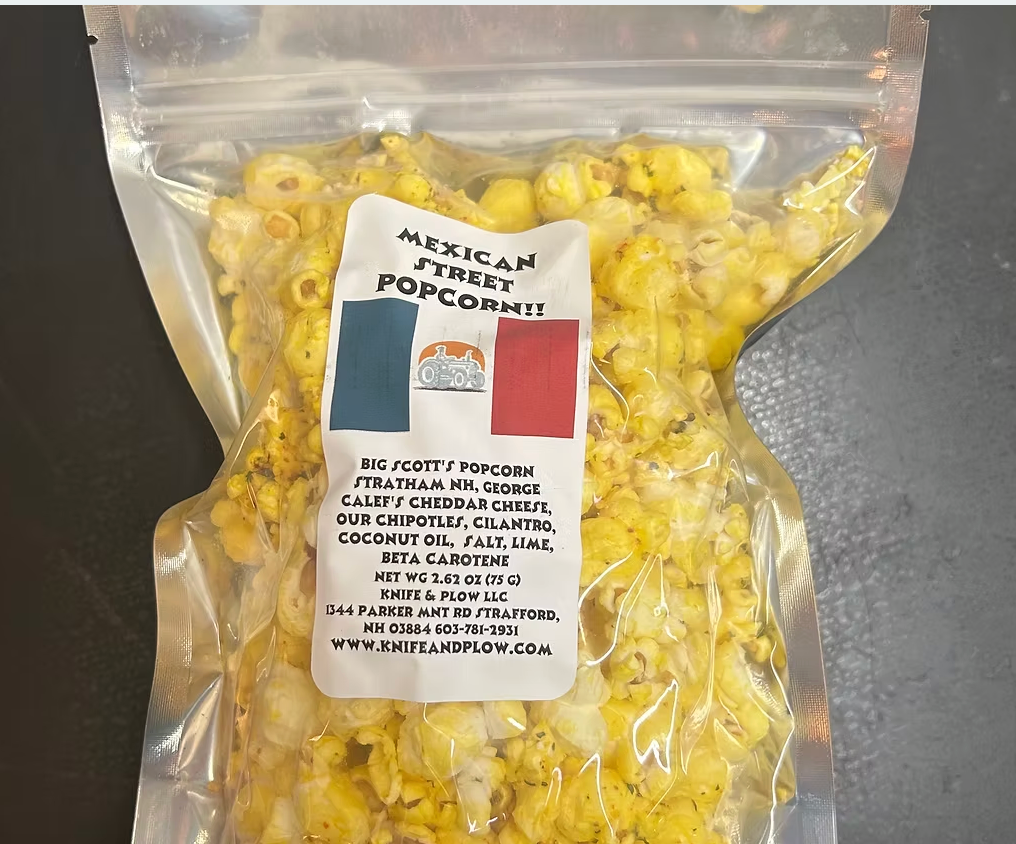 MEXICAN
STREET
POPCORN!!
BIG SCOTT'S POPCORN
STRATHAM NH, GEORGE
CALEF'S CHEDDAR CHEESE,
OUR CHIPOTLES, CILANTRO,
COCONUT OIL, SALT, LIME,
BETA CAROTENE
NET WG 2.62 OZ (75 G)
KNIFE & PLOW LLC
1344 PARKER MNT RD STRAFFORD,
NH 03884 603-781-2931
WWW.KNIFEANDPLOW.COM